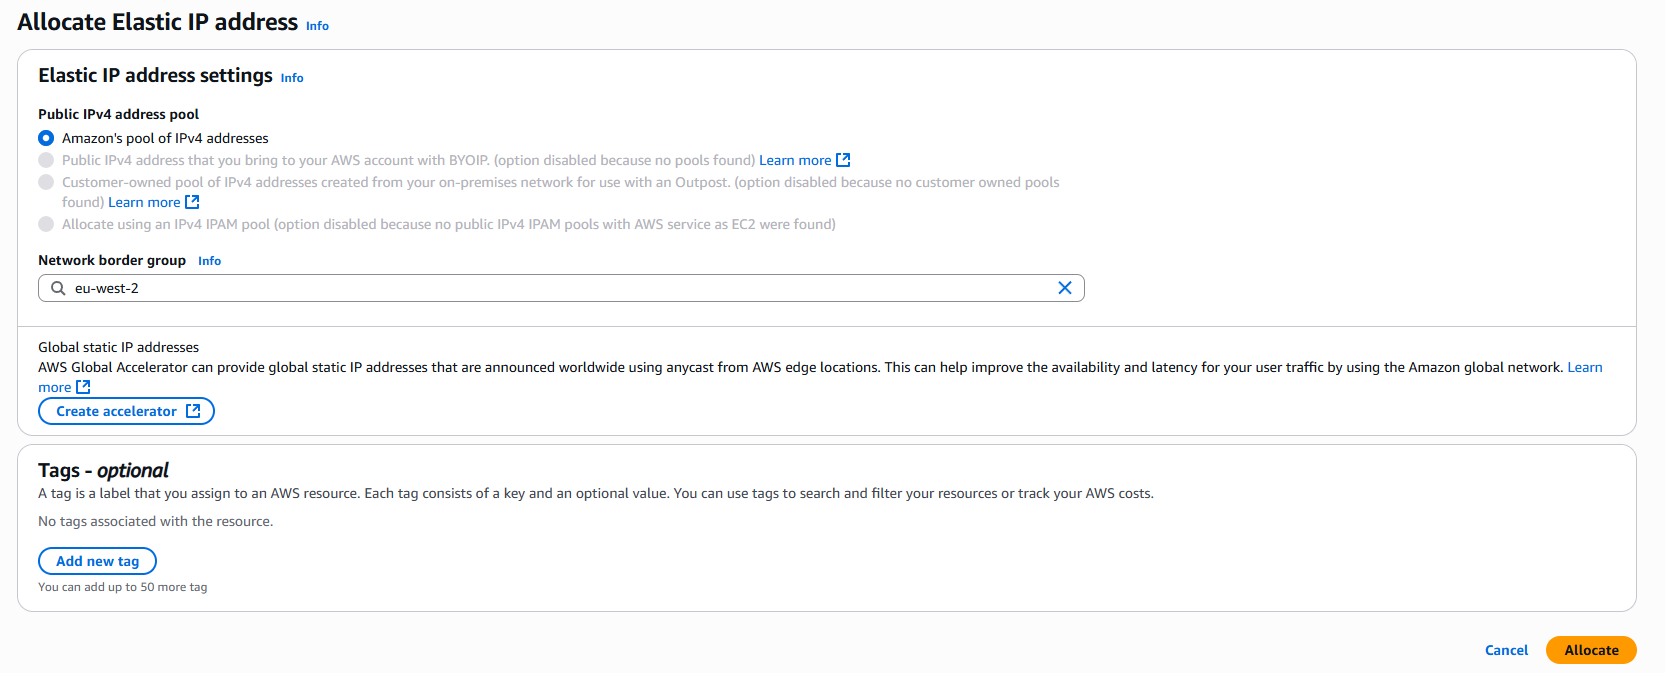 Allocate Elastic IP address Info
Elastic IP address settings Info
Public IPv4 address pool
Amazon's pool of IPv4 addresses
Public IPv4 address that you bring to your AWS account with BYOIP. (option disabled because no pools found) Learn more
Customer-owned pool of IPv4 addresses created from your on-premises network for use with an Outpost. (option disabled because no customer owned pools
found) Learn more
Allocate using an IPv4 IPAM pool (option disabled because no public IPv4 IPAM pools with AWS service as EC2 were found)
Network border group Info
eu-west-2
Global static IP addresses
AWS Global Accelerator can provide global static IP addresses that are announced worldwide using anycast from AWS edge locations. This can help improve the availability and latency for your user traffic by using the Amazon global network. Learn
more
Create accelerator
Tags - optional
A tag is a label that you assign to an AWS resource. Each tag consists of a key and an optional value. You can use tags to search and filter your resources or track your AWS costs.
No tags associated with the resource.
Add new tag
You can add up to 50 more tag
Cancel Allocate